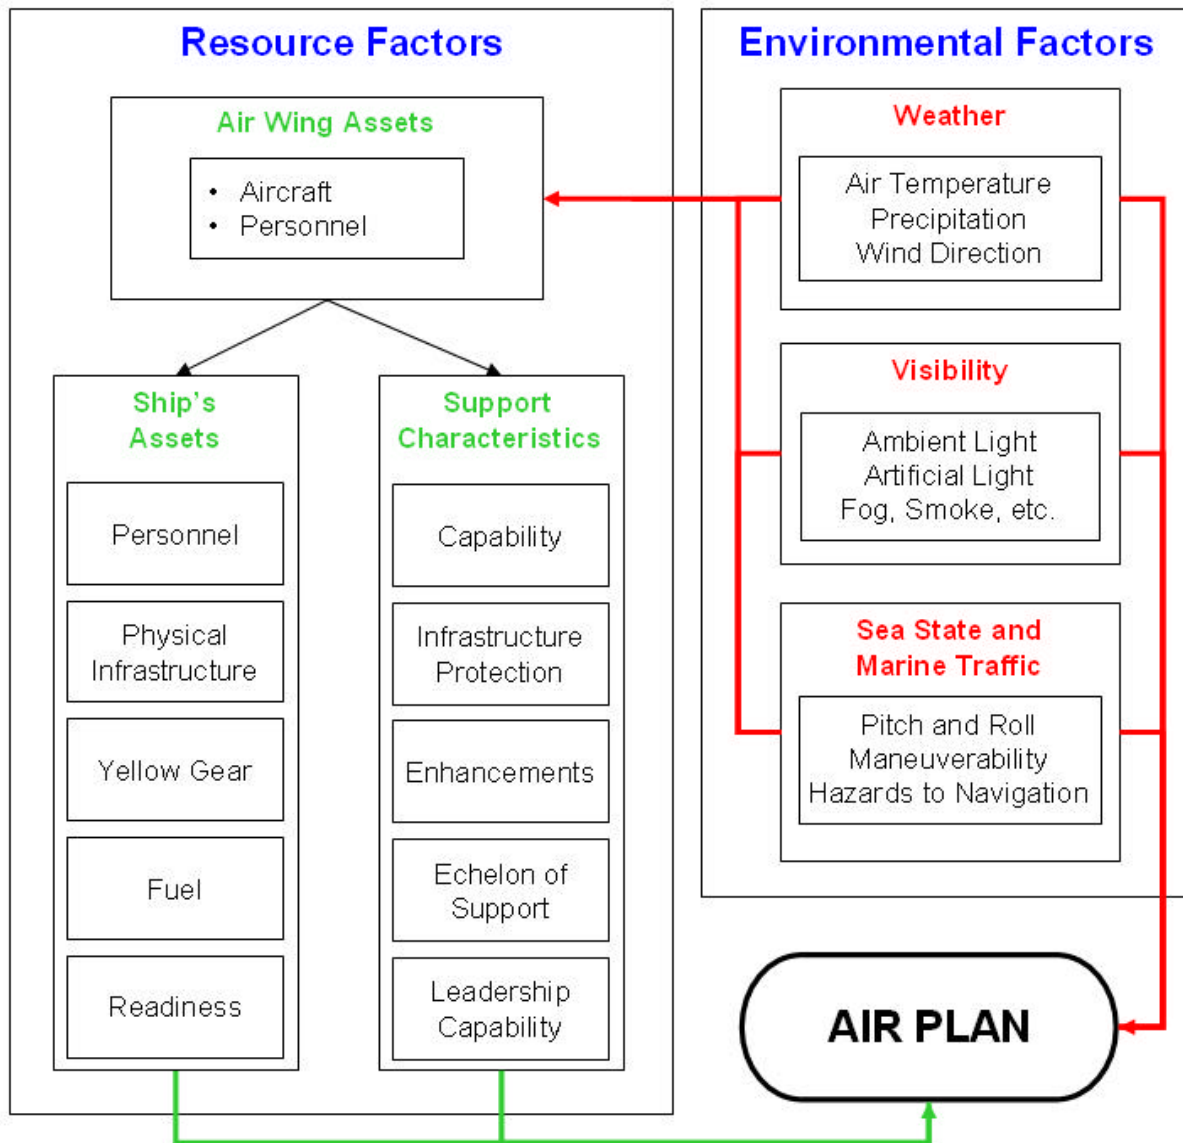 Resource Factors
Air Wing Assets
• Aircraft
• Personnel
Ship's
Assets
Personnel
Physical
Infrastructure
Yellow Gear
Fuel
Readiness
Support
Characteristics
Capability
Infrastructure
Protection
Enhancements
Echelon of
Support
Leadership
Capability
Environmental Factors
Weather
Air Temperature
Precipitation
Wind Direction
Visibility
Ambient Light
Artificial Light
Fog, Smoke, etc.
Sea State and
Marine Traffic
Pitch and Roll
Maneuverability
Hazards to Navigation
AIR PLAN